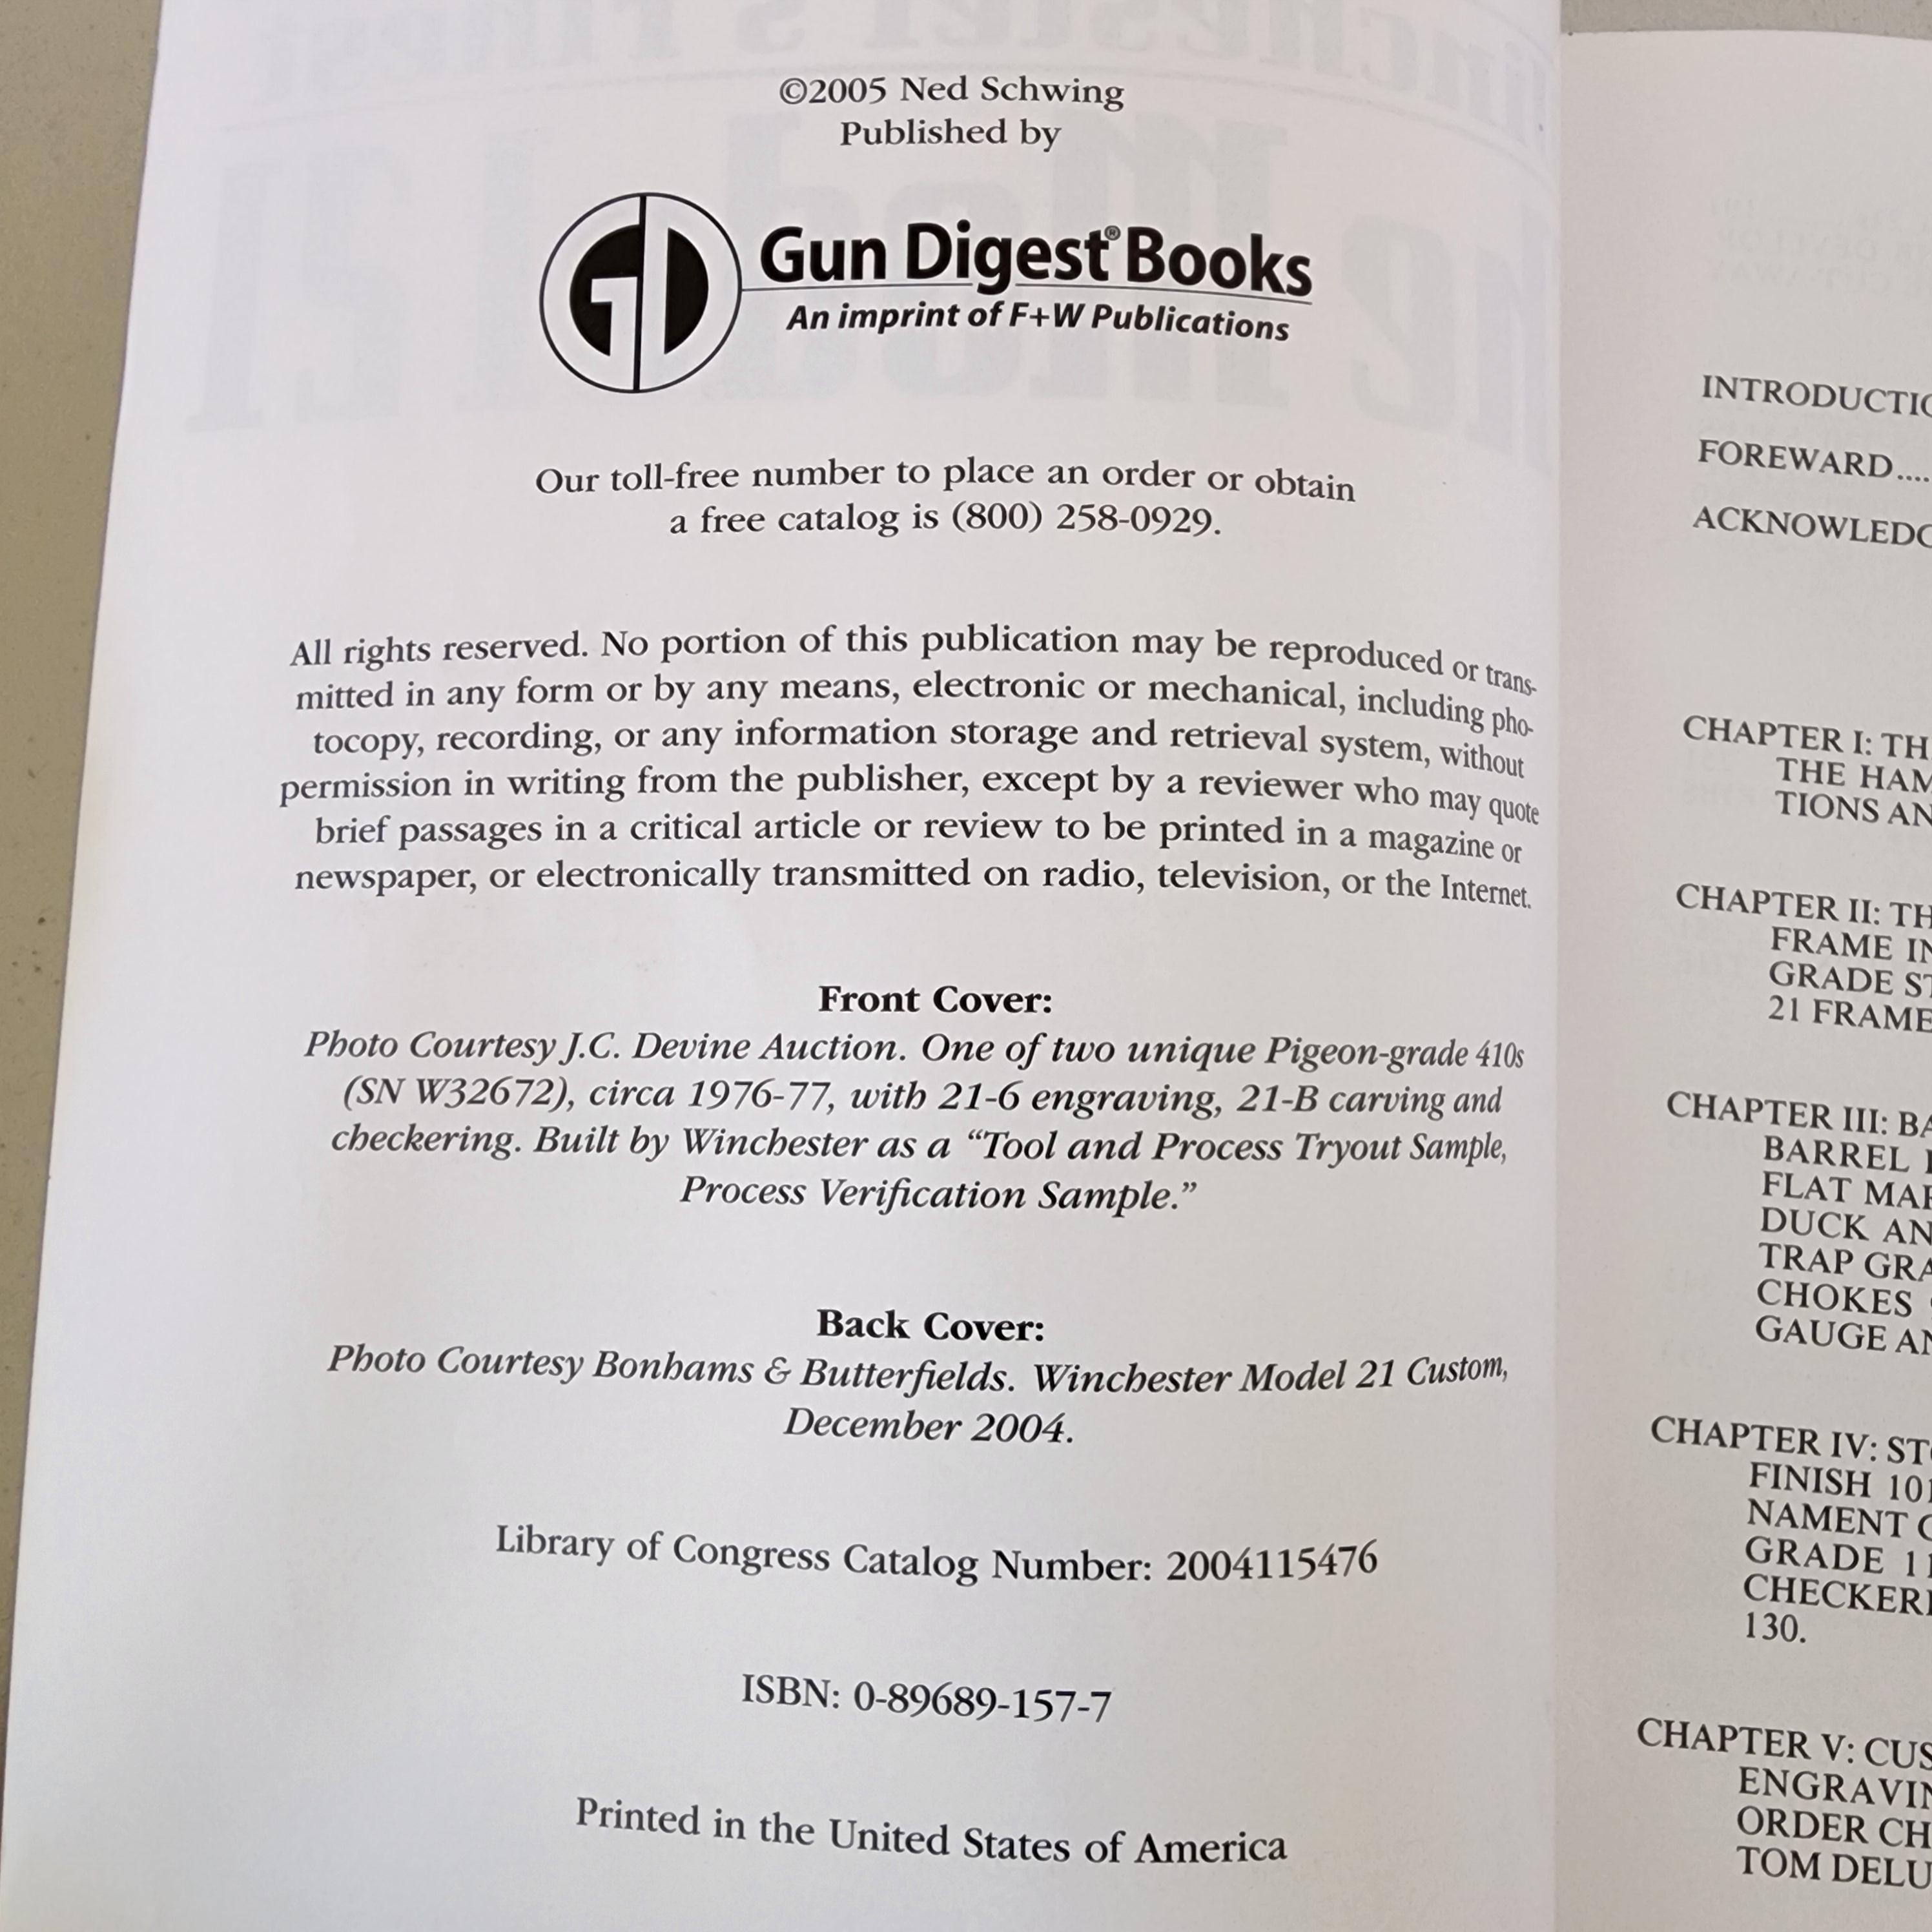 ©2005 Ned Schwing
Published by
GD
Gun Digest® Books
An imprint of F+W Publications
Our toll-free number to place an order or obtain
a free catalog is (800) 258-0929.
All rights reserved. No portion of this publication may be reproduced or trans-
mitted in any form or by any means, electronic or mechanical, including pho-
tocopy, recording, or any information storage and retrieval system, without
permission in writing from the publisher, except by a reviewer who may quote
brief passages in a critical article or review to be printed in a magazine or
newspaper, or electronically transmitted on radio, television, or the Internet.
Front Cover:
Photo Courtesy J.C. Devine Auction. One of two unique Pigeon-grade 410s
(SN W32672), circa 1976-77, with 21-6 engraving, 21-B carving and
checkering. Built by Winchester as a “Tool and Process Tryout Sample,
Process Verification Sample.”
Back Cover:
Photo Courtesy Bonhams & Butterfields. Winchester Model 21 Custom,
December 2004.
Library of Congress Catalog Number: 2004115476
ISBN: 0-89689-157-7
Printed in the United States of America
INTRODUCTIO
FOREWARD....
ACKNOWLEDG
CHAPTER I: TH
THE HAM
TIONS AN
CHAPTER II: TH
FRAME IN
GRADE ST
21 FRAME
CHAPTER III: BA
BARREL
FLAT MAR
DUCK AN
TRAP GRA
CHOKES
GAUGE AN
CHAPTER IV: STO
FINISH 101
NAMENT
GRADE 11
CHECKERI
130.
CHAPTER V: CUS
ENGRAVIN
ORDER CH
TOM DELU